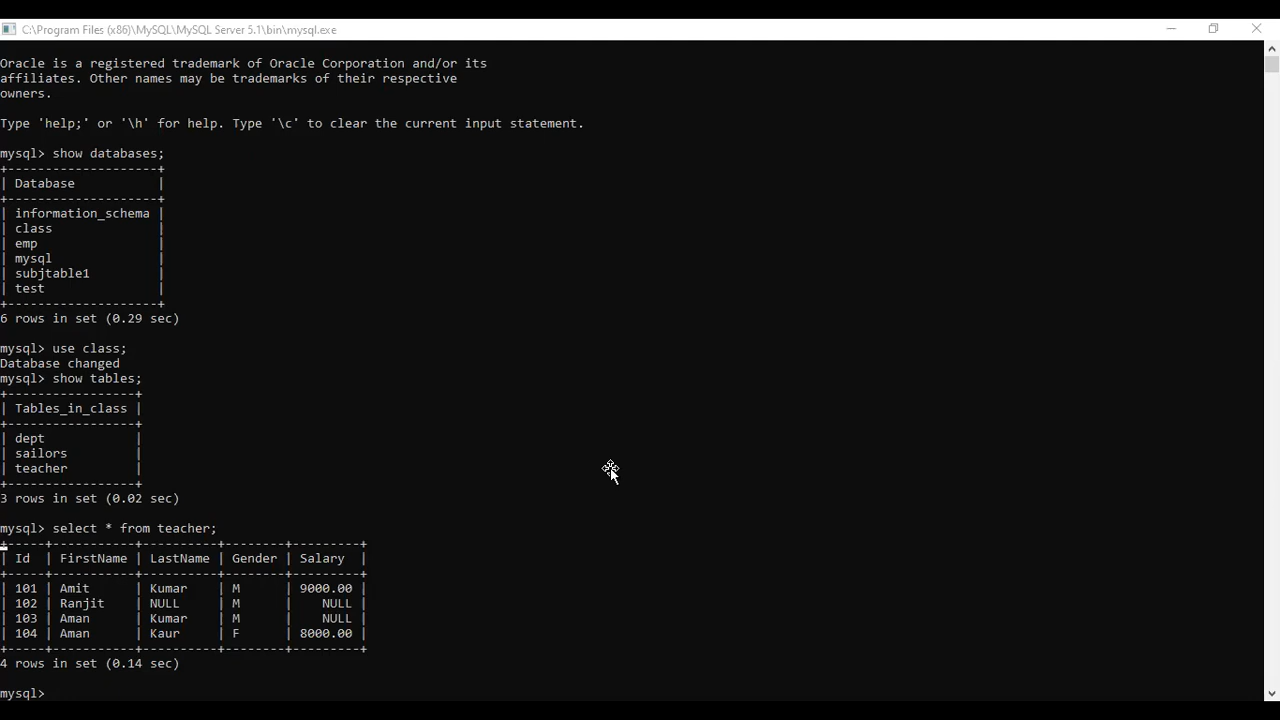 C:\Program Files (x86)\MySQL\MySQL Server 5.1\bin\mysql.exe
Oracle is a registered trademark of Oracle Corporation and/or its
affiliates. Other names may be trademarks of their respective
owners.
Type 'help;' or '\h' for help. Type '\c' to clear the current input statement.
mysql> show databases;
+--------------------+
| Database           |
+--------------------+
| information_schema |
| class              |
| emp                |
| mysql              |
| subjtable1         |
| test               |
+--------------------+
6 rows in set (0.29 sec)
mysql> use class;
Database changed
mysql> show tables;
+-----------------+
| Tables_in_class |
+-----------------+
| dept            |
| sailors         |
| teacher         |
+-----------------+
3 rows in set (0.02 sec)
mysql> select * from teacher;
+-----+-----------+----------+--------+---------+
| Id  | FirstName | LastName | Gender | Salary  |
+-----+-----------+----------+--------+---------+
| 101 | Amit      | Kumar    | M      | 9000.00 |
| 102 | Ranjit    | NULL     | M      |    NULL |
| 103 | Aman      | Kumar    | M      |    NULL |
| 104 | Aman      | Kaur     | F      | 8000.00 |
+-----+-----------+----------+--------+---------+
4 rows in set (0.14 sec)
mysql>